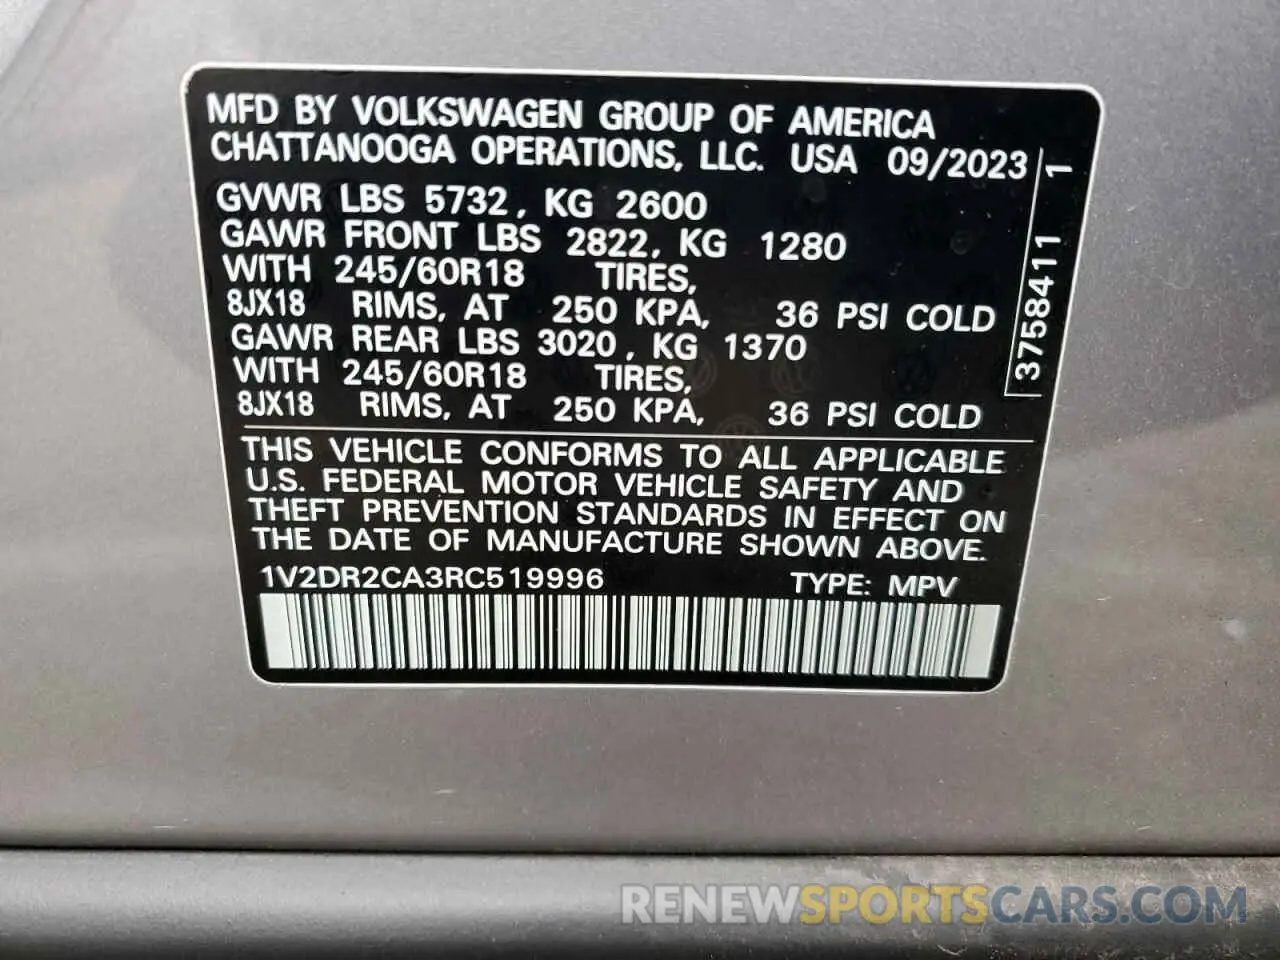 MFD BY VOLKSWAGEN GROUP OF AMERICA
CHATTANOOGA OPERATIONS, LLC. USA 09/2023
GVWR LBS 5732, KG 2600
GAWR FRONT LBS 2822, KG 1280
WITH 245/60R18 TIRES,
8JX18 RIMS, AT 250 KPA, 36 PSI COLD
GAWR REAR LBS 3020, KG 1370
WITH 245/60R18 TIRES,
8JX18 RIMS, AT 250 KPA, 36 PSI COLD
3758411 1
THIS VEHICLE CONFORMS TO ALL APPLICABLE
U.S. FEDERAL MOTOR VEHICLE SAFETY AND
THEFT PREVENTION STANDARDS IN EFFECT ON
THE DATE OF MANUFACTURE SHOWN ABOVE.
1V2DR2CA3RC519996 TYPE: MPV
RENEWSPORTSCARS.COM